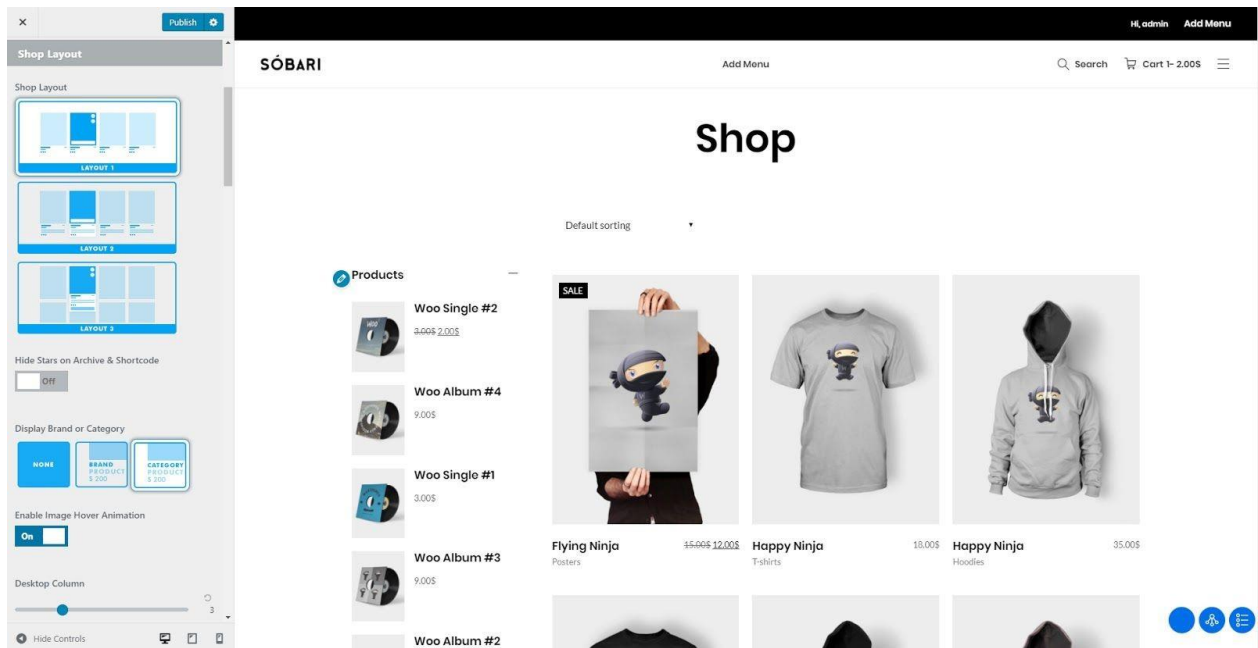 Publish
Shop Layout
Shop Layout
LAYOUT 1
LAYOUT 2
LAYOUT 3
Hide Stars on Archive & Shortcode
Off
Display Brand or Category
NONE
BRAND
PRODUCT
$ 200
CATEGORY
PRODUCT
$ 200
Enable Image Hover Animation
On
Desktop Column
3
Hide Controls
Hi, admin Add Menu
SÓBARI
Add Menu
Search Cart 1- 2.00$
Shop
Default sorting
Products
Woo Single #2
3.00$ 2.00$
Woo Album #4
9.00$
Woo Single #1
3.00$
Woo Album #3
9.00$
Woo Album #2
SALE
Flying Ninja 15.00$ 12.00$
Posters
Happy Ninja 18.00$
T-shirts
Happy Ninja 35.00$
Hoodies